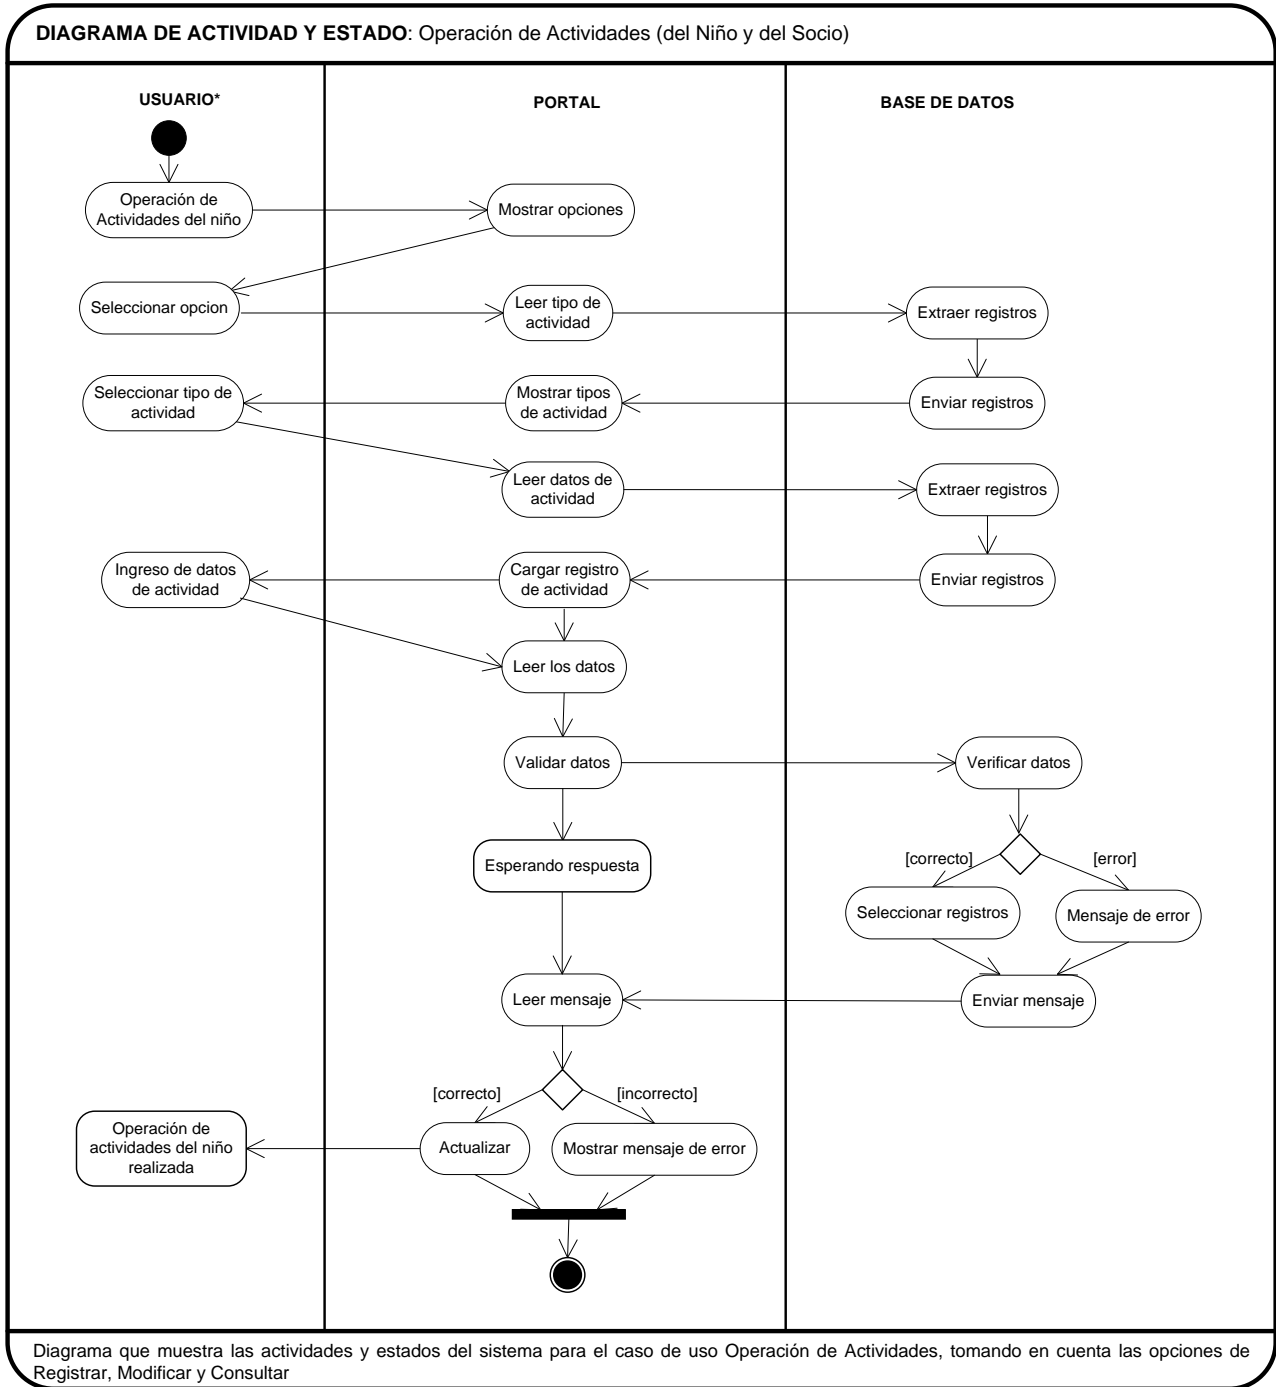 DIAGRAMA DE ACTIVIDAD Y ESTADO: Operación de Actividades (del Niño y del Socio)
USUARIO*
PORTAL
BASE DE DATOS
Operación de
Actividades del niño
Mostrar opciones
Seleccionar opcion
Leer tipo de
actividad
Extraer registros
Seleccionar tipo de
actividad
Mostrar tipos
de actividad
Enviar registros
Leer datos de
actividad
Extraer registros
Ingreso de datos
de actividad
Cargar registro
de actividad
Enviar registros
Leer los datos
Validar datos
Verificar datos
Esperando respuesta
[correcto]
[error]
Seleccionar registros
Mensaje de error
Leer mensaje
Enviar mensaje
[correcto]
[incorrecto]
Operación de
actividades del niño
realizada
Actualizar
Mostrar mensaje de error
Diagrama que muestra las actividades y estados del sistema para el caso de uso Operación de Actividades, tomando en cuenta las opciones de
Registrar, Modificar y Consultar